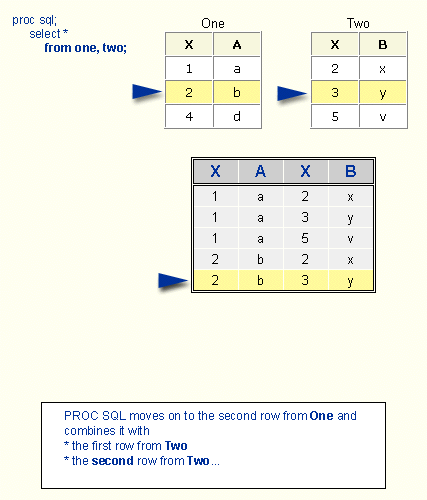 proc sql;
select *
from one, two;
One
X A
1 a
2 b
4 d
Two
X B
2 x
3 y
5 v
X A X B
1 a 2 x
1 a 3 y
1 a 5 v
2 b 2 x
2 b 3 y
PROC SQL moves on to the second row from One and
combines it with
* the first row from Two
* the second row from Two...